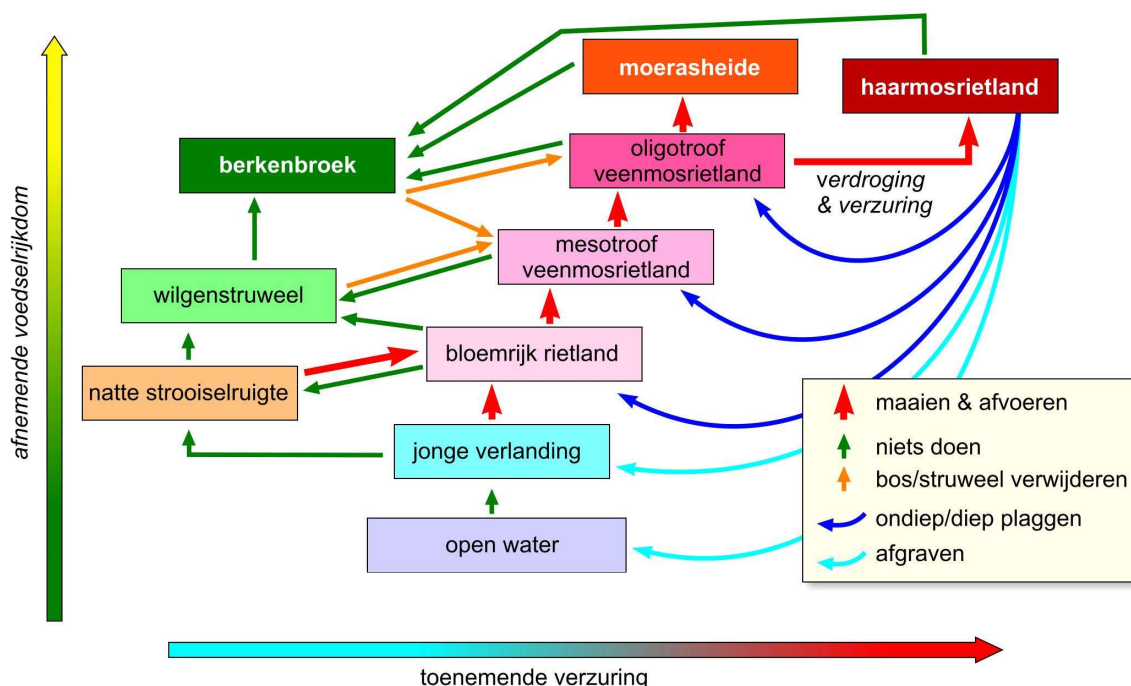 moerasheide
haarmosrietland
berkenbroek
oligotroof
veenmosrietland
verdroging
& verzuring
mesotroof
veenmosrietland
wilgenstruweel
bloemrijk rietland
natte strooiselruigte
jonge verlanding
open water
maaien & afvoeren
niets doen
bos/struweel verwijderen
ondiep/diep plaggen
afgraven
afnemende voedselrijkdom
toenemende verzuring